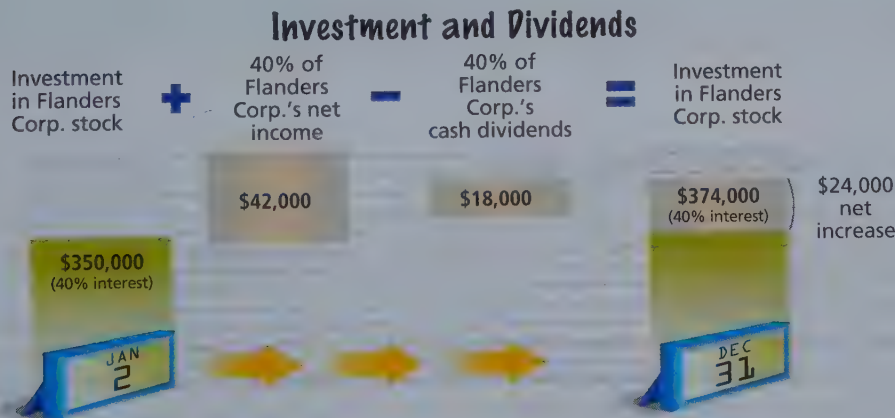 Investment and Dividends
Investment
in Flanders
Corp. stock
+
40% of
Flanders
Corp.'s net
income
−
40% of
Flanders
Corp.'s
cash dividends
=
Investment
in Flanders
Corp. stock
$350,000
(40% interest)
$42,000
$18,000
$374,000
(40% interest)
$24,000
net
increase
JAN
2
DEC
31